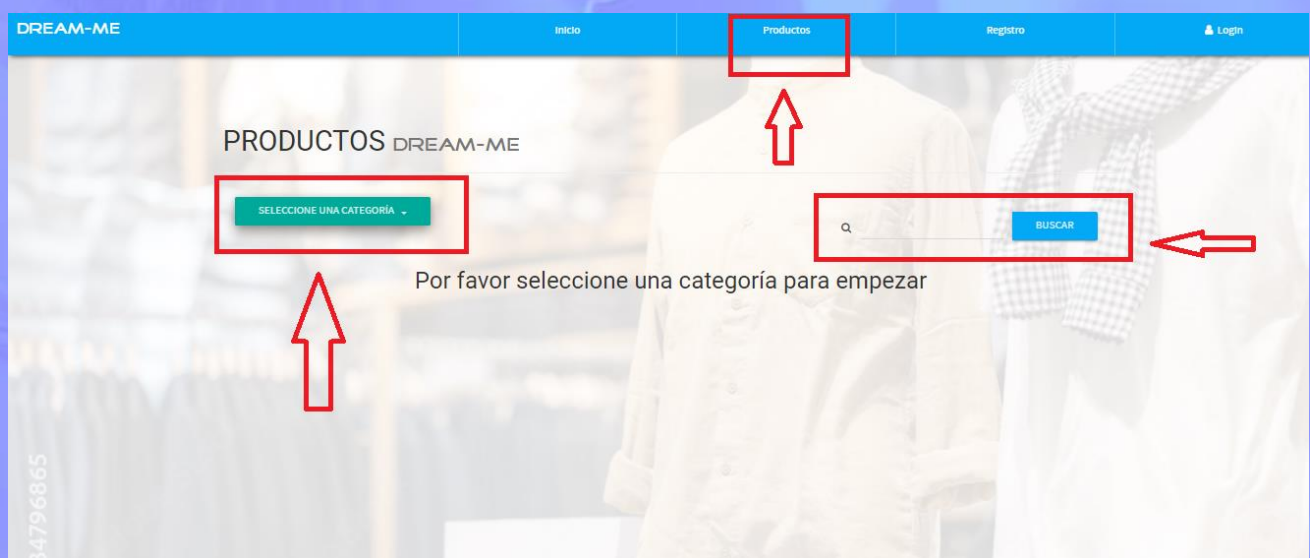 DREAM-ME
Inicio
Productos
Registro
Login
PRODUCTOS DREAM-ME
SELECCIONE UNA CATEGORÍA
BUSCAR
Por favor seleccione una categoría para empezar
34796865